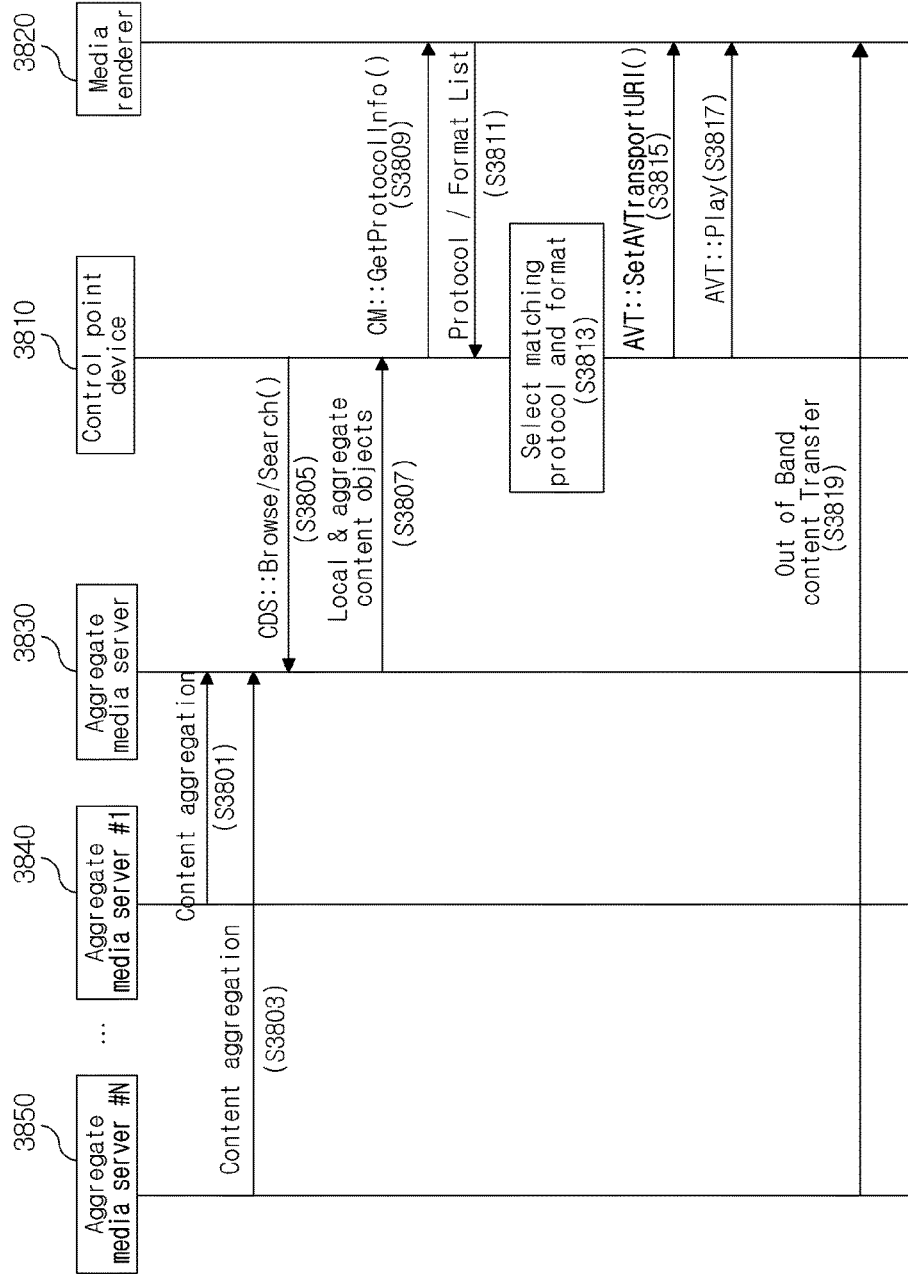 3850
3840
3830
3810
3820
Aggregate
media server #N
...
Aggregate
media server #1
Aggregate
media server
Control point
device
Media
renderer
Content aggregation
(S3801)
Content aggregation
(S3803)
CDS::Browse/Search()
(S3805)
Local & aggregate
content objects
(S3807)
CM::GetProtocolInfo()
(S3809)
Protocol / Format List
(S3811)
Select matching
protocol and format
(S3813)
AVT::SetAVTransportURI()
(S3815)
AVT::Play(S3817)
Out of Band
content Transfer
(S3819)